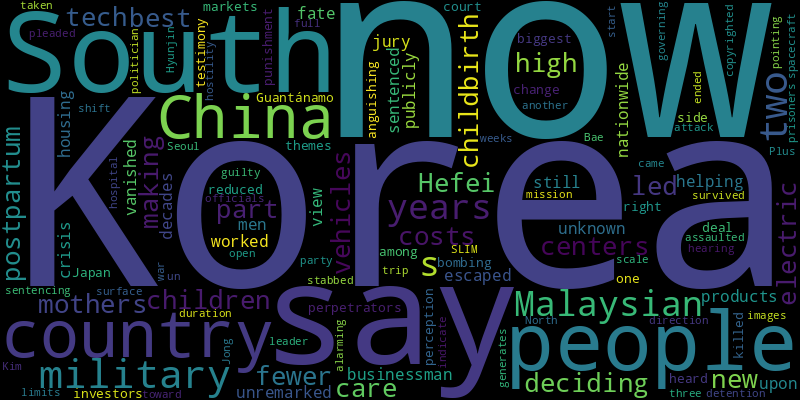 taken
pleaded
techbest
politician
Hyunjin
South
testimony
hostility
punishment
markets
fate
full
Guantánamo
now
court
jury
anguishing
sentenced
publicly
childbirth
start
biggest
high
change
another
governing
copyrighted
nationwide
side
attack
ended
pointing
two
spacecraft
prisoners
Plus
China
Korea
shift
housing
postpartum
Seoul
themes
weeks
Bae
hospital
vanished
making
decades
guilty
reduced
officials
part
men
worked
open
view
vehicles
years
costs
Hefei
still
mission
unknown
centers
led
helping
came
survived
right
deal
assaulted
hearing
electric
crisis
Japan
war
un
party
s
SLIM
among
bombing
trip
escaped
scale
one
sentencing
surface
mothers
children
duration
stabbed
perpetrators
say
Malaysian
products
country
Jong
leader
alarming
perception
indicate
generates
people
North
direction
killed
images
Kim
military
fewer
businessman
unremarked
care
deciding
heard
new
upon
limits
investors
toward
three
detention